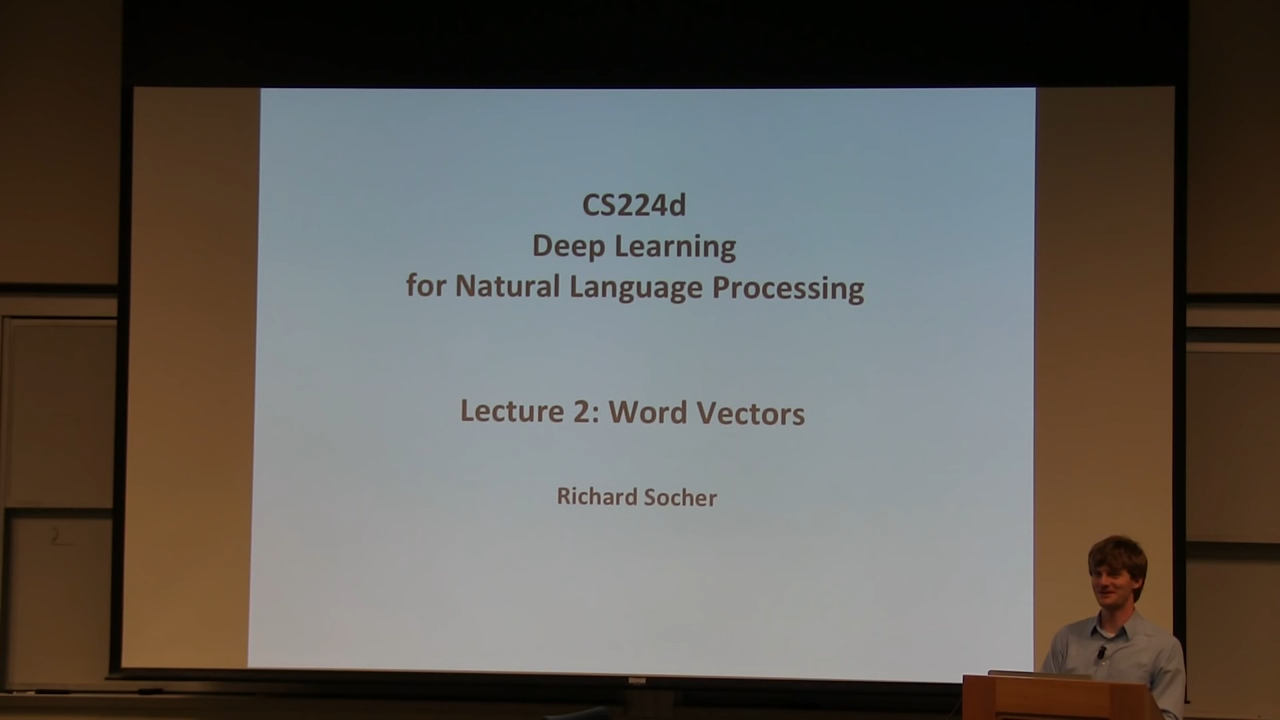 CS224d
Deep Learning
for Natural Language Processing
Lecture 2: Word Vectors
Richard Socher